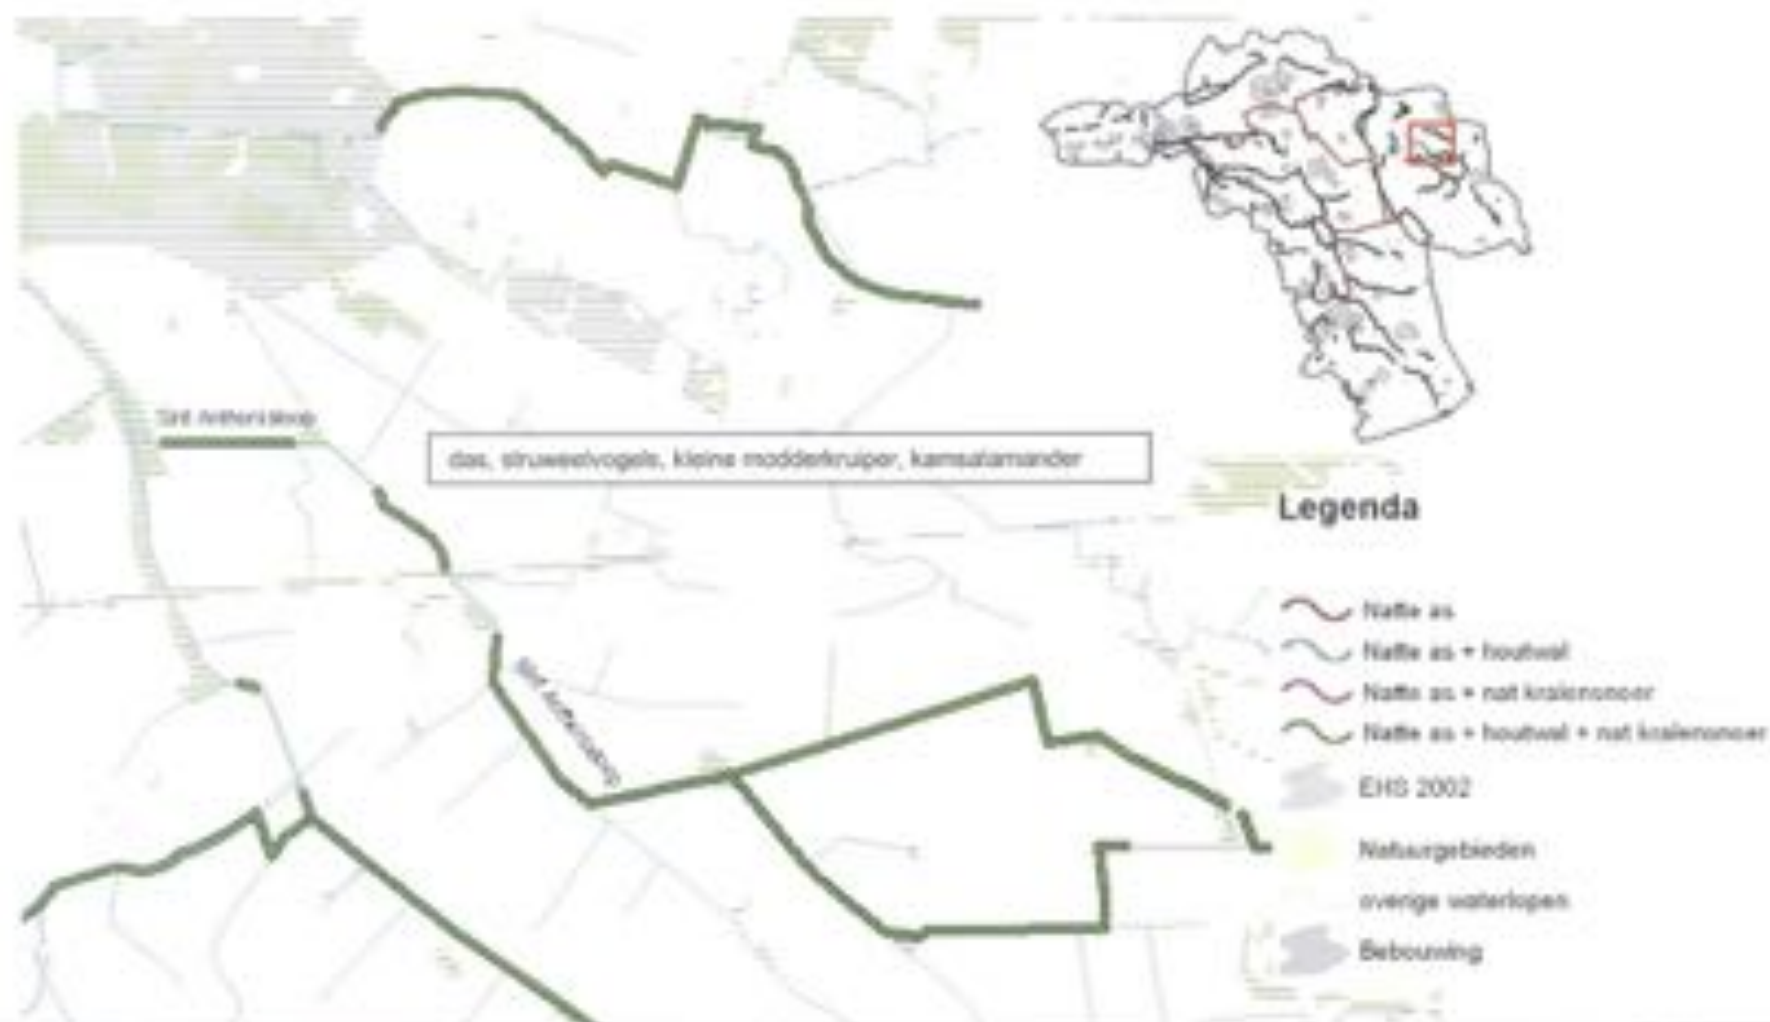 Sint Anthonisloop
das, struweelvogels, kleine modderkruiper, kamsalamander
Sint Anthonisloop
Legenda
Natte as
Natte as + houtwal
Natte as + nat kralensnoer
Natte as + houtwal + nat kralensnoer
EHS 2002
Natuurgebieden
overige waterlopen
Bebouwing